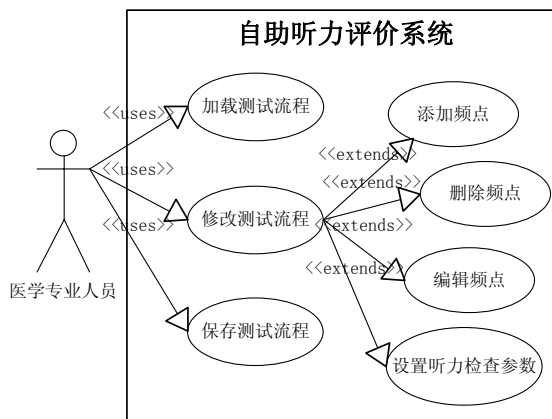 自助听力评价系统
加载测试流程
添加频点
<<uses>>
<<extends>>
<<uses>>
<<extends>>
删除频点
<<uses>>
修改测试流程
<<extends>>
医学专业人员
<<extends>>
编辑频点
保存测试流程
设置听力检查参数